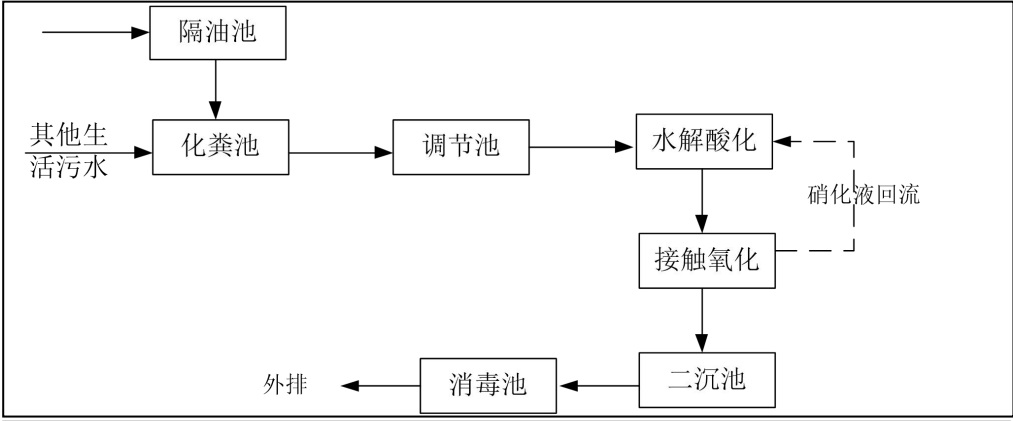 隔油池
其他生
活污水
化粪池
调节池
水解酸化
硝化液回流
接触氧化
二沉池
消毒池
外排